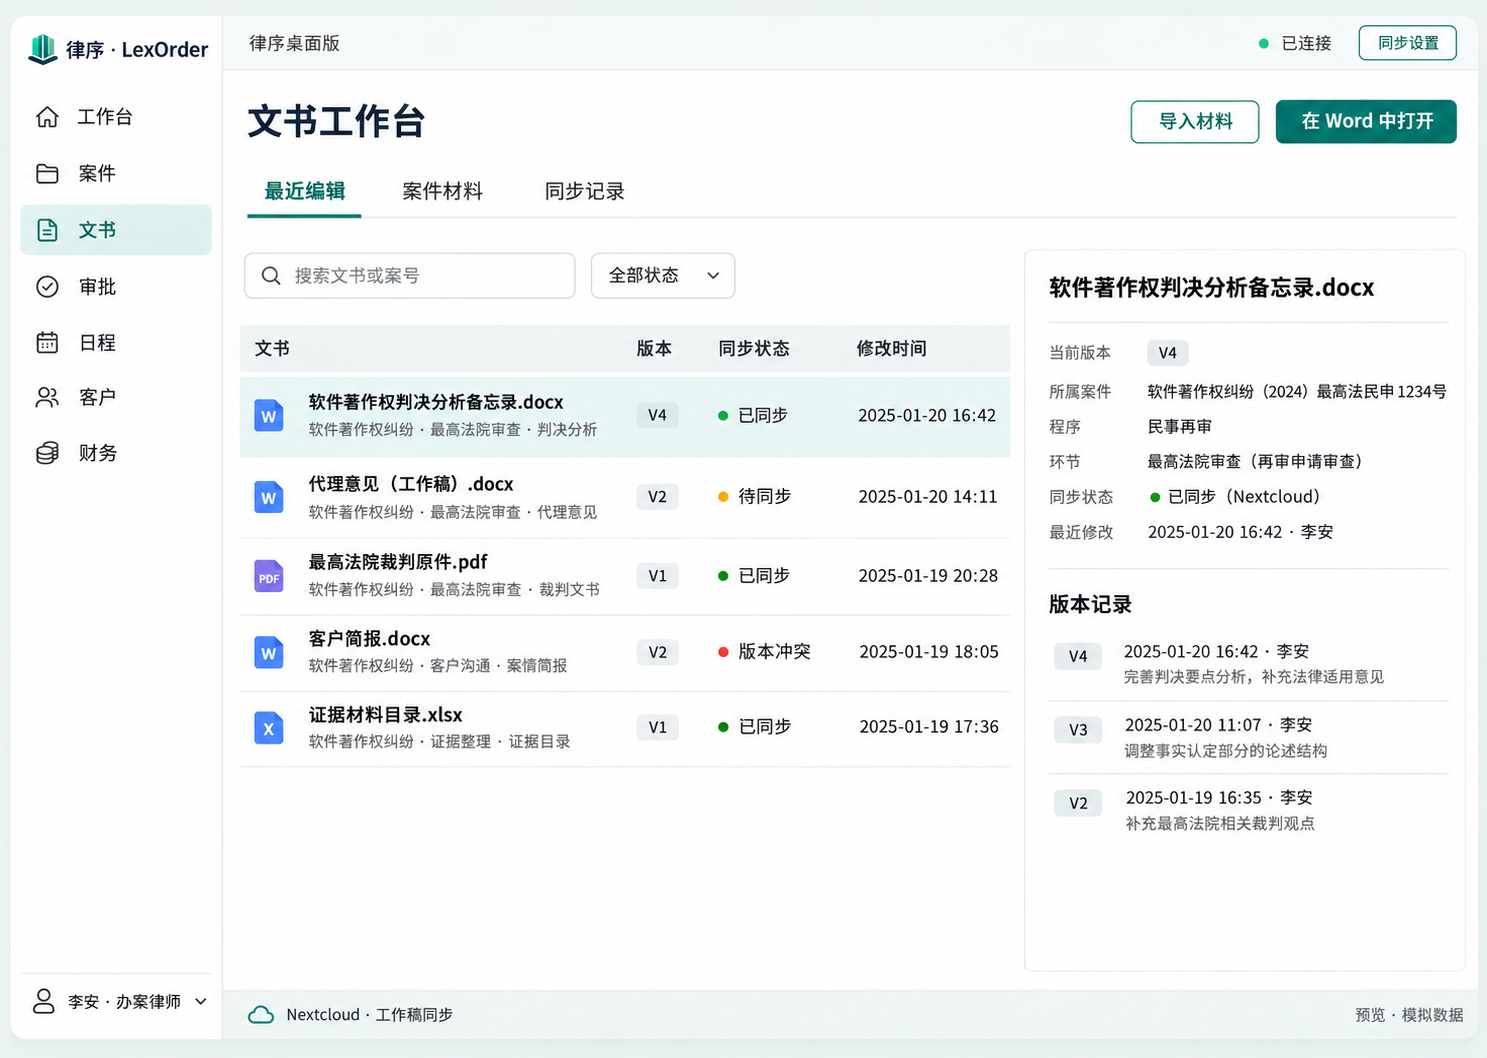 律序 · LexOrder
工作台
案件
文书
审批
日程
客户
财务
李安 · 办案律师
律序桌面版
已连接
同步设置
文书工作台
导入材料
在 Word 中打开
最近编辑
案件材料
同步记录
搜索文书或案号
全部状态
文书 版本 同步状态 修改时间
W
软件著作权判决分析备忘录.docx
软件著作权纠纷 · 最高法院审查 · 判决分析
V4 已同步 2025-01-20 16:42
W
代理意见（工作稿）.docx
软件著作权纠纷 · 最高法院审查 · 代理意见
V2 待同步 2025-01-20 14:11
PDF
最高法院裁判原件.pdf
软件著作权纠纷 · 最高法院审查 · 裁判文书
V1 已同步 2025-01-19 20:28
W
客户简报.docx
软件著作权纠纷 · 客户沟通 · 案情简报
V2 版本冲突 2025-01-19 18:05
X
证据材料目录.xlsx
软件著作权纠纷 · 证据整理 · 证据目录
V1 已同步 2025-01-19 17:36
软件著作权判决分析备忘录.docx
当前版本 V4
所属案件 软件著作权纠纷（2024）最高法民申1234号
程序 民事再审
环节 最高法院审查（再审申请审查）
同步状态 已同步（Nextcloud）
最近修改 2025-01-20 16:42 · 李安
版本记录
V4 2025-01-20 16:42 · 李安
完善判决要点分析，补充法律适用意见
V3 2025-01-20 11:07 · 李安
调整事实认定部分的论述结构
V2 2025-01-19 16:35 · 李安
补充最高法院相关裁判观点
Nextcloud · 工作稿同步
预览 · 模拟数据